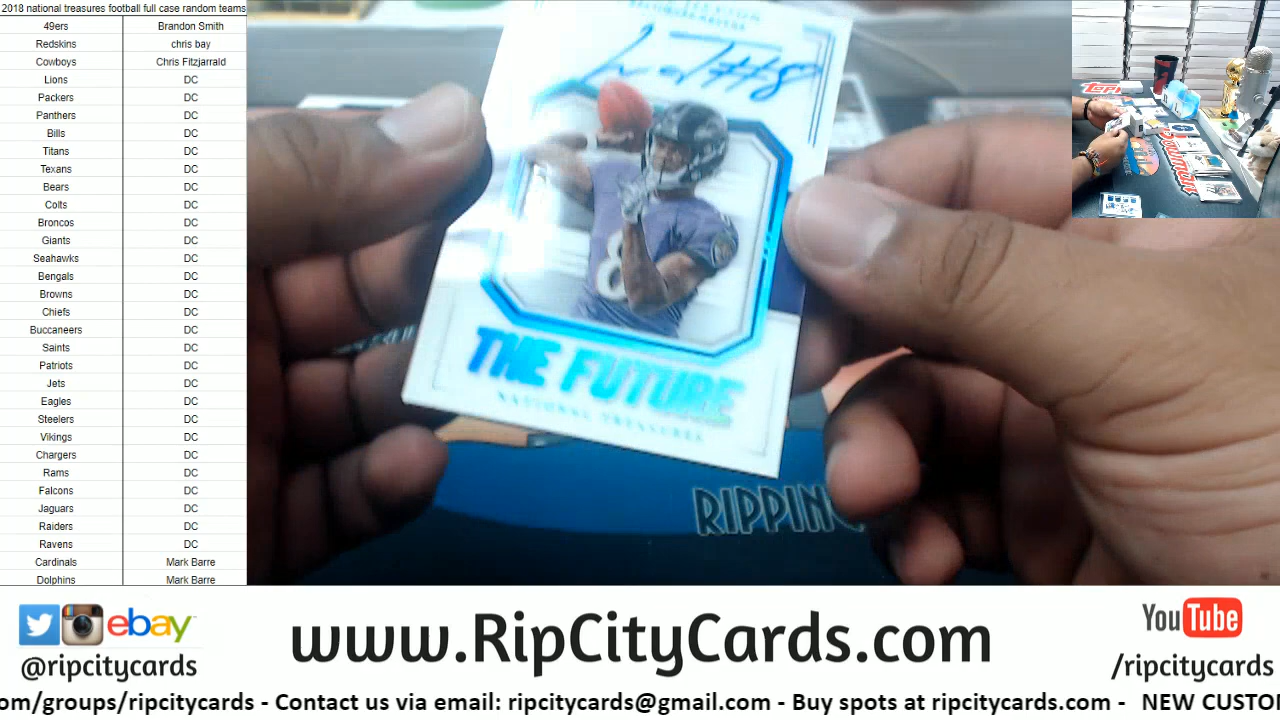 2018 national treasures football full case random teams
49ers Brandon Smith
Redskins chris bay
Cowboys Chris Fitzjarrald
Lions DC
Packers DC
Panthers DC
Bills DC
Titans DC
Texans DC
Bears DC
Colts DC
Broncos DC
Giants DC
Seahawks DC
Bengals DC
Browns DC
Chiefs DC
Buccaneers DC
Saints DC
Patriots DC
Jets DC
Eagles DC
Steelers DC
Vikings DC
Chargers DC
Rams DC
Falcons DC
Jaguars DC
Raiders DC
Ravens DC
Cardinals Mark Barre
Dolphins Mark Barre
#8
8
THE FUTURE
NATIONAL TREASURES
RIPPING
Bowman
ebay
@ripcitycards
www.RipCityCards.com
YouTube
/ripcitycards
om/groups/ripcitycards - Contact us via email: ripcitycards@gmail.com - Buy spots at ripcitycards.com - NEW CUSTO